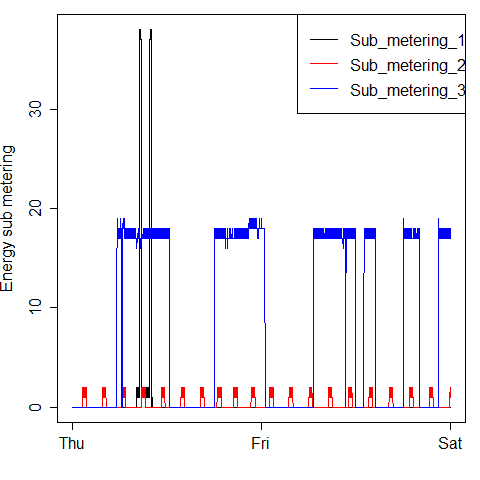 Sub_metering_1
Sub_metering_2
Sub_metering_3
Energy sub metering
30
20
10
0
Thu
Fri
Sat